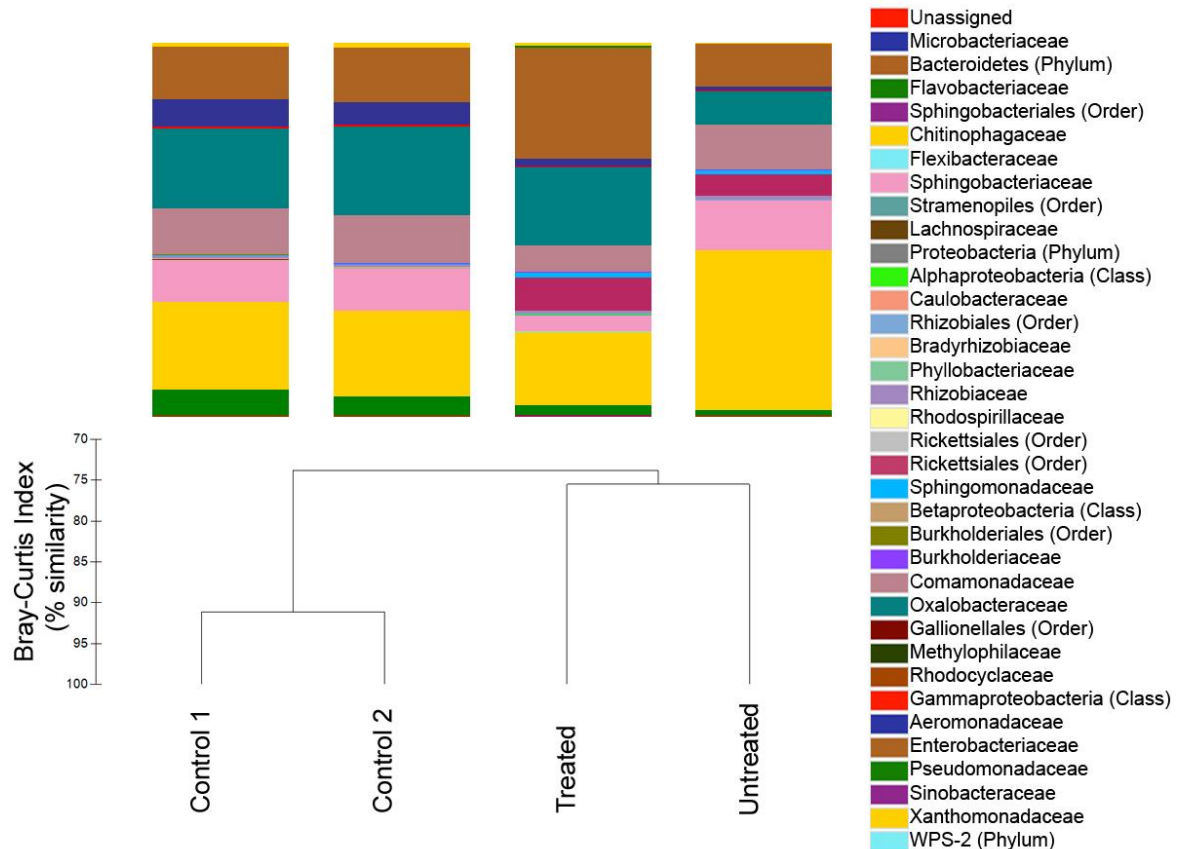 Unassigned
Microbacteriaceae
Bacteroidetes (Phylum)
Flavobacteriaceae
Sphingobacteriales (Order)
Chitinophagaceae
Flexibacteraceae
Sphingobacteriaceae
Stramenopiles (Order)
Lachnospiraceae
Proteobacteria (Phylum)
Alphaproteobacteria (Class)
Caulobacteraceae
Rhizobiales (Order)
Bradyrhizobiaceae
Phyllobacteriaceae
Rhizobiaceae
Rhodospirillaceae
Rickettsiales (Order)
Rickettsiales (Order)
Sphingomonadaceae
Betaproteobacteria (Class)
Burkholderiales (Order)
Burkholderiaceae
Comamonadaceae
Oxalobacteraceae
Gallionellales (Order)
Methylophilaceae
Rhodocyclaceae
Gammaproteobacteria (Class)
Aeromonadaceae
Enterobacteriaceae
Pseudomonadaceae
Sinobacteraceae
Xanthomonadaceae
WPS-2 (Phylum)
Bray-Curtis Index
(% similarity)
70
75
80
85
90
95
100
Control 1
Control 2
Treated
Untreated